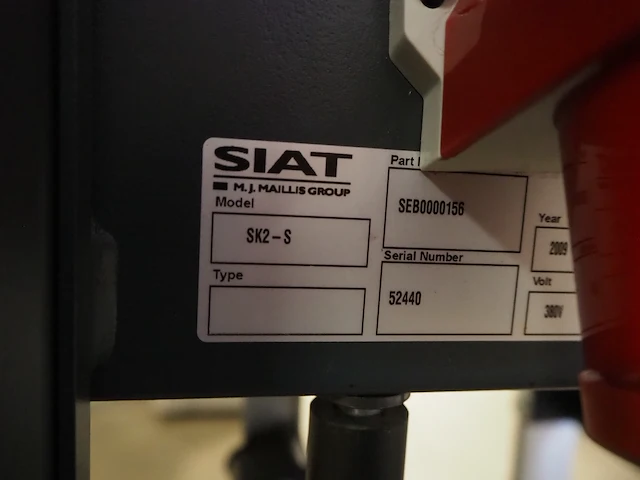 SIAT
M.J. MAILLIS GROUP
Model
SK2-S
Type
Part
SEB0000156
Serial Number
52440
Year
2009
Volt
380V